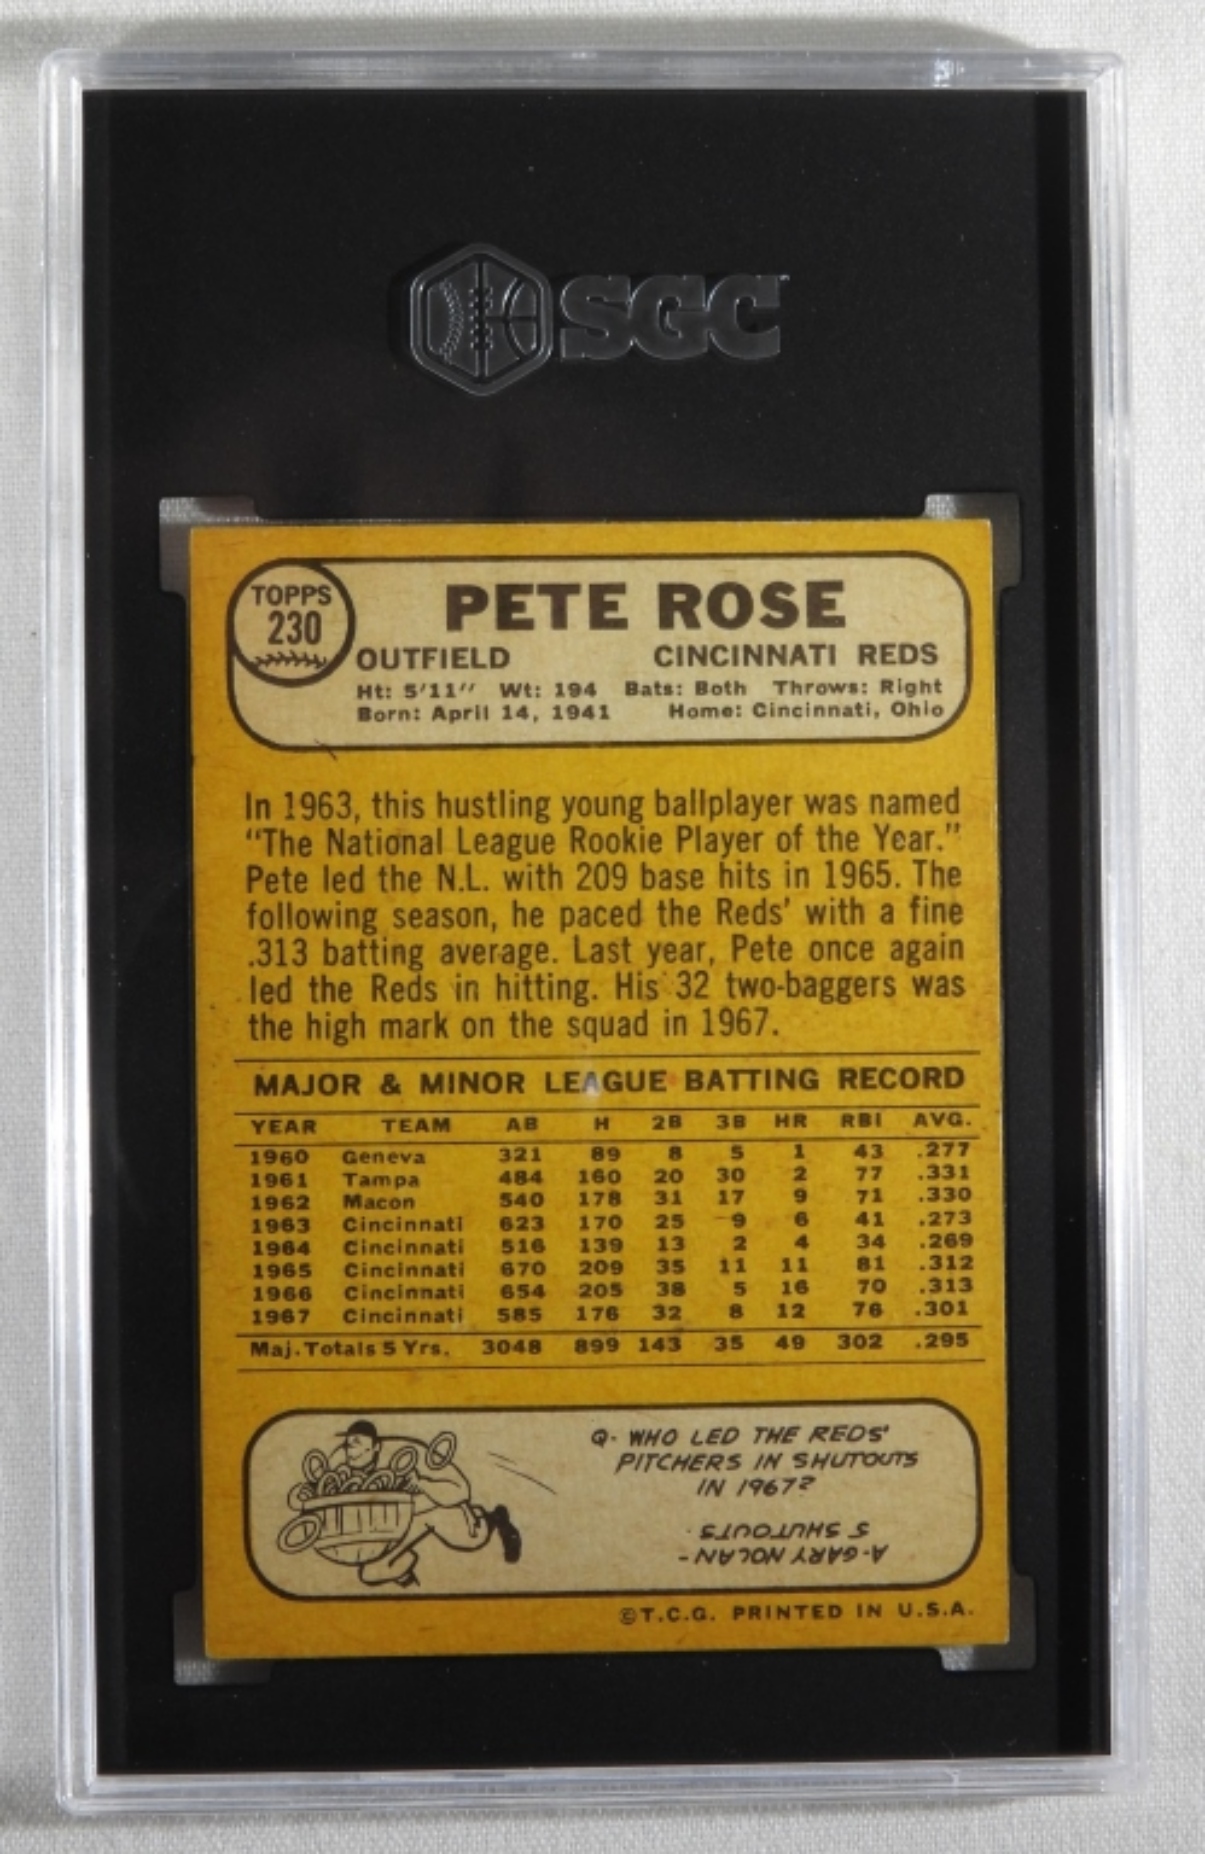 SGC
TOPPS
230
PETE ROSE
OUTFIELD CINCINNATI REDS
Ht: 5'11" Wt: 194 Bats: Both Throws: Right
Born: April 14, 1941 Home: Cincinnati, Ohio
In 1963, this hustling young ballplayer was named
"The National League Rookie Player of the Year."
Pete led the N.L. with 209 base hits in 1965. The
following season, he paced the Reds' with a fine
.313 batting average. Last year, Pete once again
led the Reds in hitting. His 32 two-baggers was
the high mark on the squad in 1967.
MAJOR & MINOR LEAGUE BATTING RECORD
YEAR TEAM AB H 2B 3B HR RBI AVG.
1960 Geneva 321 89 8 5 1 43 .277
1961 Tampa 484 160 20 30 2 77 .331
1962 Macon 540 178 31 17 9 71 .330
1963 Cincinnati 623 170 25 9 6 41 .273
1964 Cincinnati 516 139 13 2 4 34 .269
1965 Cincinnati 670 209 35 11 11 81 .312
1966 Cincinnati 654 205 38 5 16 70 .313
1967 Cincinnati 585 176 32 8 12 76 .301
Maj. Totals 5 Yrs. 3048 899 143 35 49 302 .295
Q- WHO LED THE REDS'
PITCHERS IN SHUTOUTS
IN 1967?
A-GARY NOLAN -
5 SHUTOUTS.
©T.C.G. PRINTED IN U.S.A.